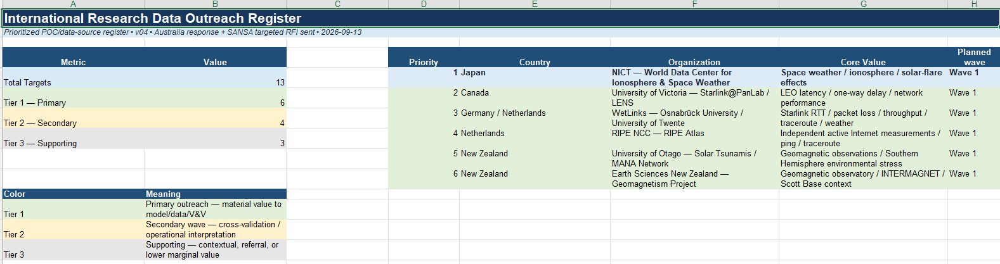 A B C D E F G H
International Research Data Outreach Register
Prioritized POC/data-source register • v04 • Australia response + SANSA targeted RFI sent • 2026-09-13
Metric Value
Total Targets 13
Tier 1 — Primary 6
Tier 2 — Secondary 4
Tier 3 — Supporting 3
Color Meaning
Tier 1 Primary outreach — material value to
model/data/V&V
Tier 2 Secondary wave — cross-validation /
operational interpretation
Tier 3 Supporting — contextual, referral, or
lower marginal value
Priority Country Organization Core Value Planned
wave
1 Japan NICT — World Data Center for Space weather / ionosphere / solar-flare Wave 1
Ionosphere & Space Weather effects
2 Canada University of Victoria — Starlink@PanLab / LEO latency / one-way delay / network Wave 1
LENS performance
3 Germany / Netherlands WetLinks — Osnabrück University / Starlink RTT / packet loss / throughput / Wave 1
University of Twente traceroute / weather
4 Netherlands RIPE NCC — RIPE Atlas Independent active Internet measurements / Wave 1
ping / traceroute
5 New Zealand University of Otago — Solar Tsunamis / Geomagnetic observations / Southern Wave 1
MANA Network Hemisphere environmental stress
6 New Zealand Earth Sciences New Zealand — Geomagnetic observatory / INTERMAGNET / Wave 1
Geomagnetism Project Scott Base context